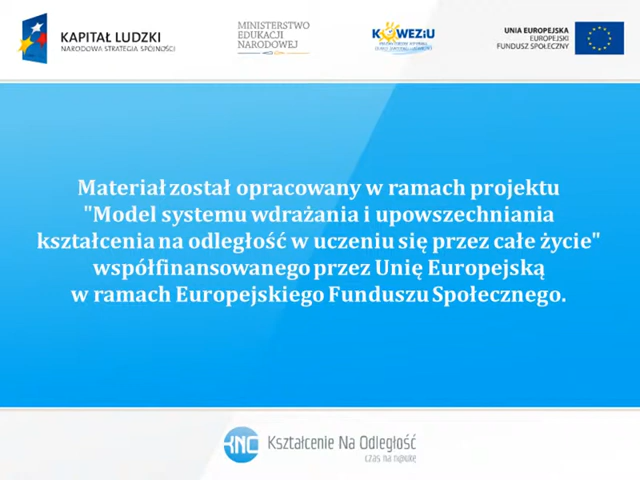 KAPITAŁ LUDZKI
NARODOWA STRATEGIA SPÓJNOŚCI
MINISTERSTWO
EDUKACJI
NARODOWEJ
KOWEZiU
UNIA EUROPEJSKA
EUROPEJSKI
FUNDUSZ SPOŁECZNY
Materiał został opracowany w ramach projektu
"Model systemu wdrażania i upowszechniania
kształcenia na odległość w uczeniu się przez całe życie"
współfinansowanego przez Unię Europejską
w ramach Europejskiego Funduszu Społecznego.
KNO Kształcenie Na Odległość
czas na naukę